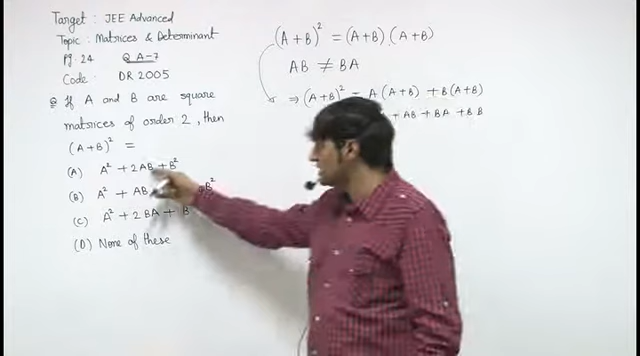 Target : JEE Advanced
Topic : Matrices & Determinant
Pg. 24 Q A-7
Code : DR 2005
Q If A and B are square
matrices of order 2, then
(A+B)² =
(A) A² + 2AB + B²
(B) A² + AB B²
(C) A² + 2BA + B
(D) None of these
(A+B)² = (A+B) (A+B)
AB ≠ BA
⇒ (A+B)² = A (A+B) + B(A+B)
+ AB + BA + BB